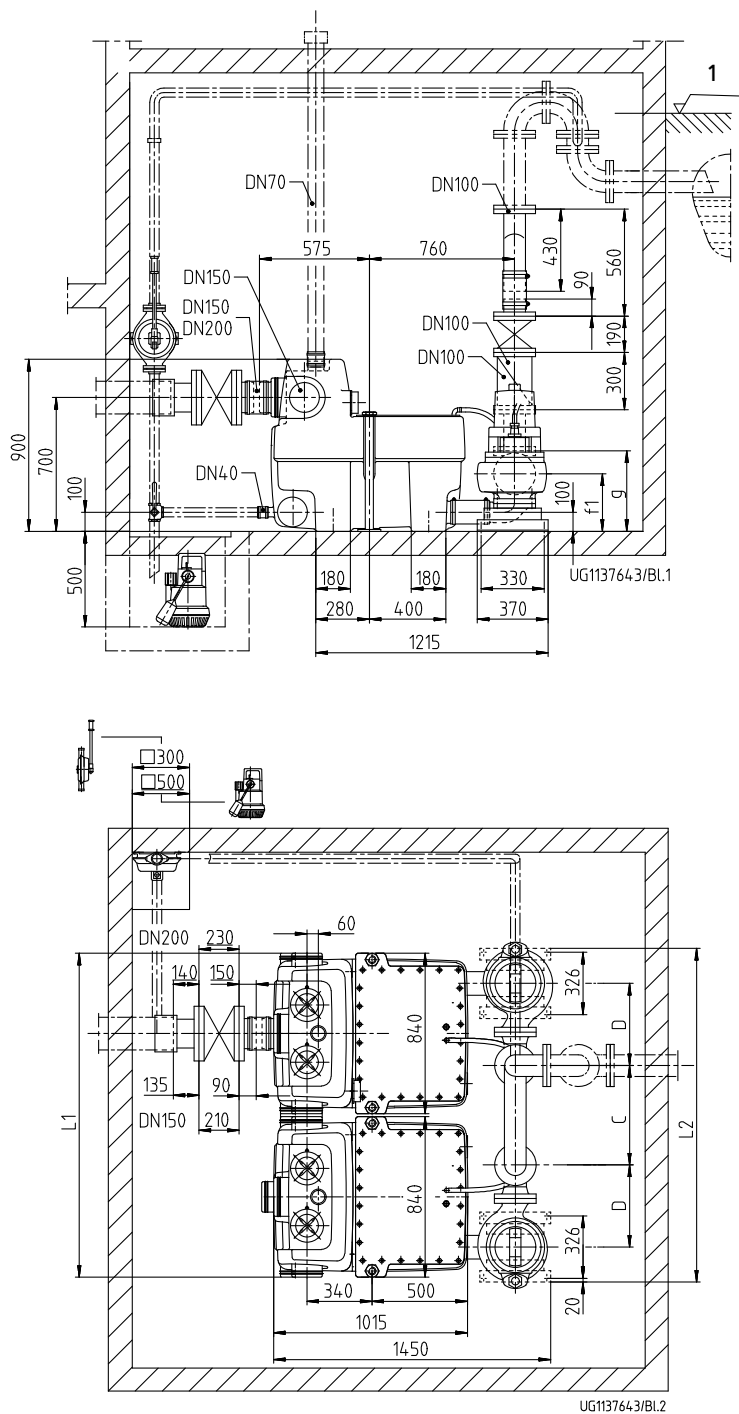 1
DN70
DN100
575
760
430
560
DN150
DN150
DN200
90
DN100
DN100
190
300
900
700
100
DN40
100
f1
g
500
180
180
330
UG1137643/Bl.1
280
400
370
1215
□300
□500
60
DN200
230
140
150
326
D
840
135
90
DN150
210
L1
C
L2
840
D
326
340
500
20
1015
1450
UG1137643/Bl.2